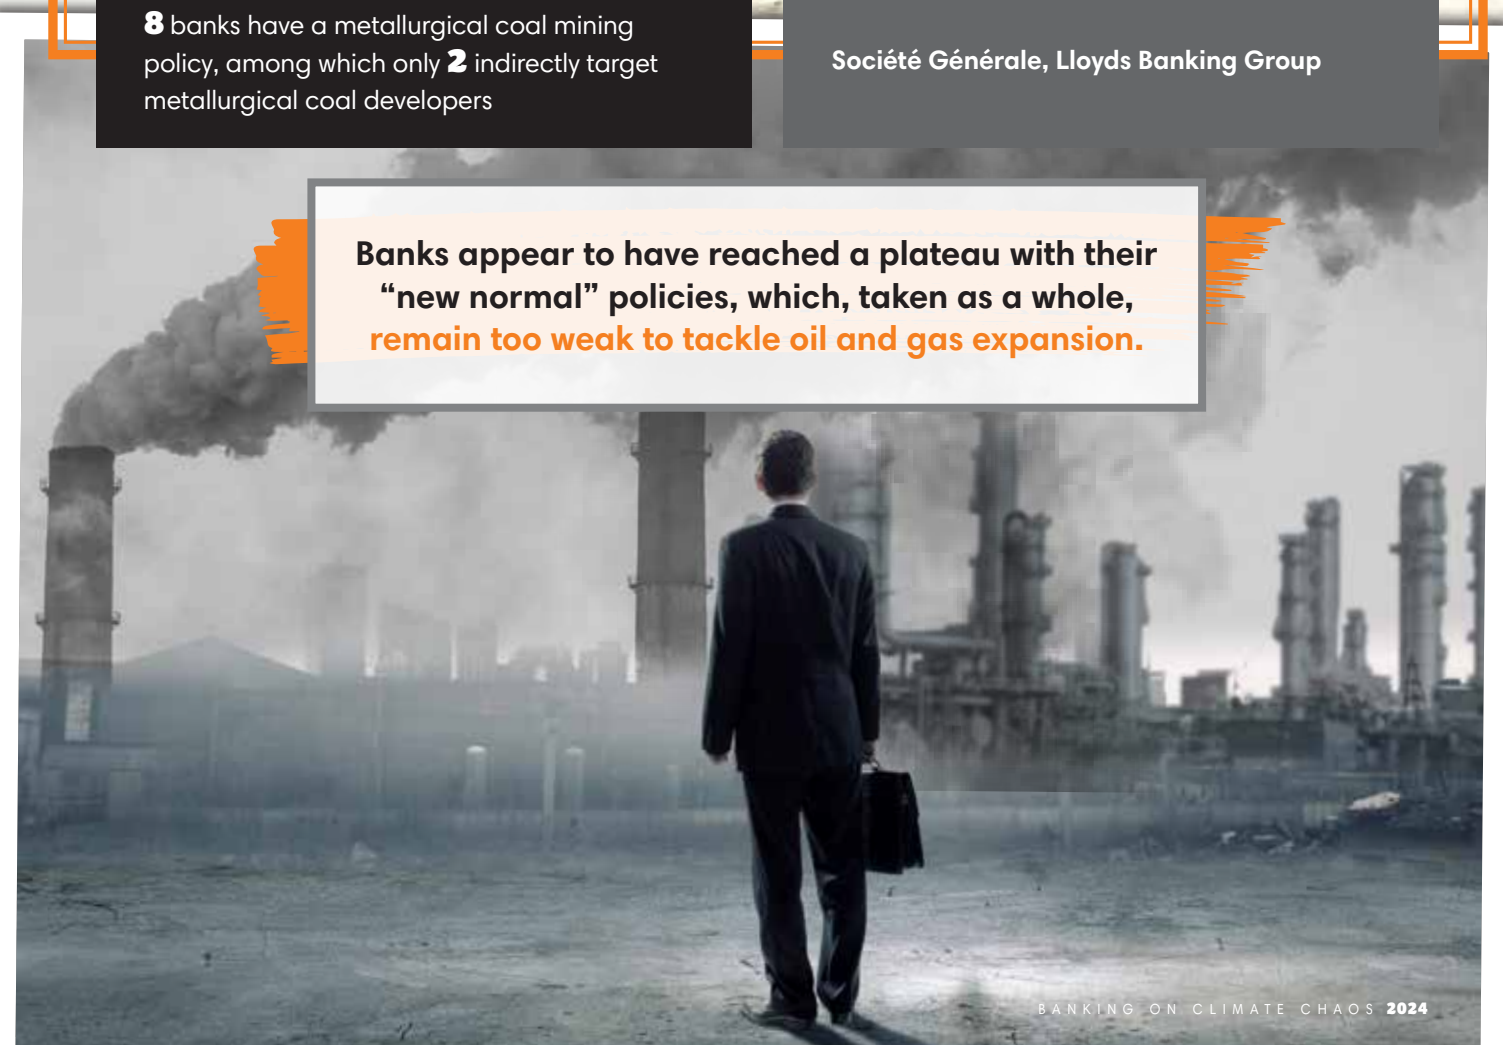 8 banks have a metallurgical coal mining
policy, among which only 2 indirectly target
metallurgical coal developers
Société Générale, Lloyds Banking Group
Banks appear to have reached a plateau with their
“new normal” policies, which, taken as a whole,
remain too weak to tackle oil and gas expansion.
BANKING ON CLIMATE CHAOS 2024